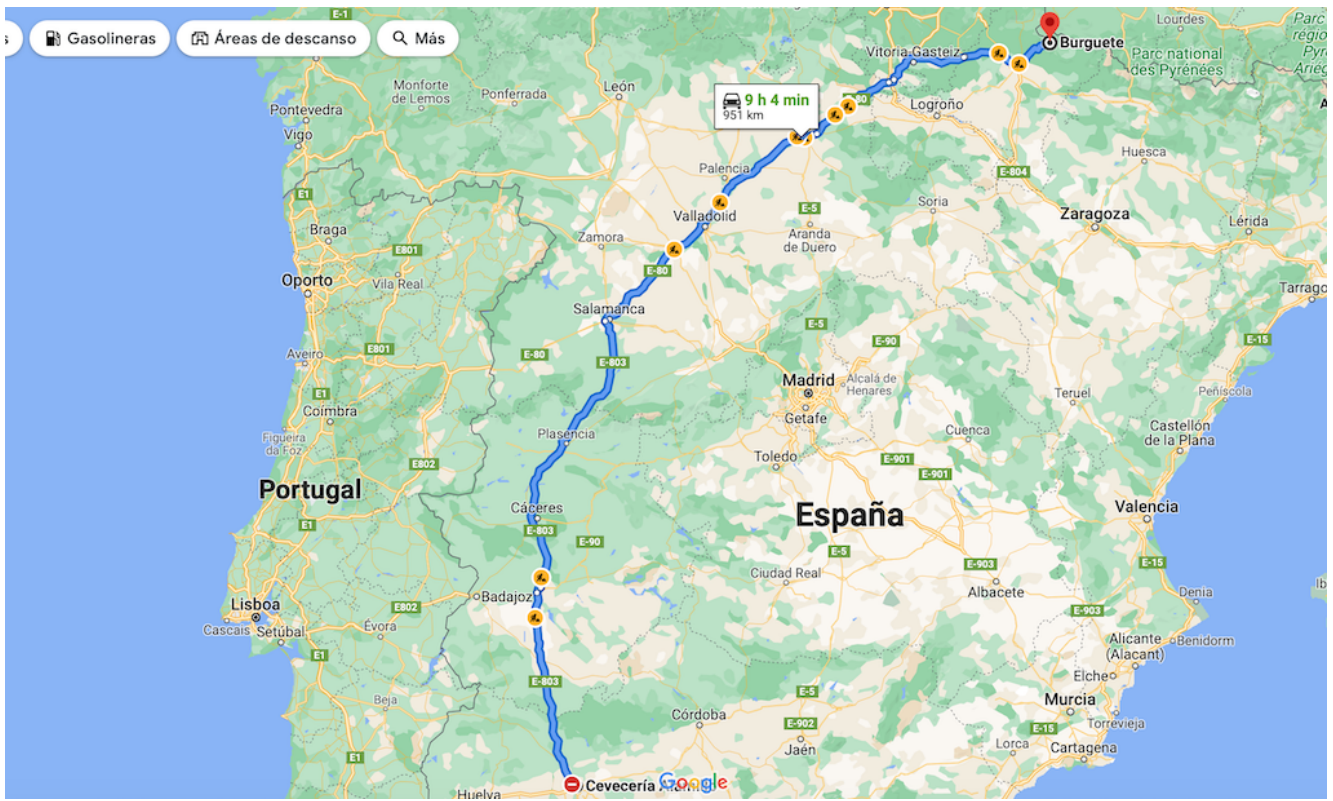 s
Gasolineras
Áreas de descanso
Más
E-1
Lourdes
Parc
Parc national
des Pyrénées
Burguete
Vitoria-Gasteiz
Monforte
de Lemos
Ponferrada
León
Pontevedra
Vigo
9 h 4 min
951 km
E-80
Logroño
Palencia
Huesca
E-804
E1
Braga
E801
Zamora
Valladolid
E-5
Aranda
de Duero
Soria
Zaragoza
Lérida
Oporto
Vila Real
E-80
Tarrago
Salamanca
E-5
E-90
E-15
Aveiro
E801
E-80
E-803
Madrid
Alcalá de
Henares
Getafe
Teruel
Peñíscola
E1
Coimbra
Figueira
da Foz
Plasencia
Cuenca
Castellón
de la Plana
E802
Toledo
E-901
E-901
Portugal
Cáceres
España
Valencia
E1
E-803
E-90
E-5
E-903
E-15
Ciudad Real
Albacete
Badajoz
Lisboa
Cascais
Setúbal
E802
Évora
E-903
Denia
E1
Alicante
(Alacant)
Benidorm
E-803
Elche
Beja
E-5
Murcia
Córdoba
E-902
Jaén
E-15
Torrevieja
Lorca
Cartagena
E1
Huelva
Cevecería
Google